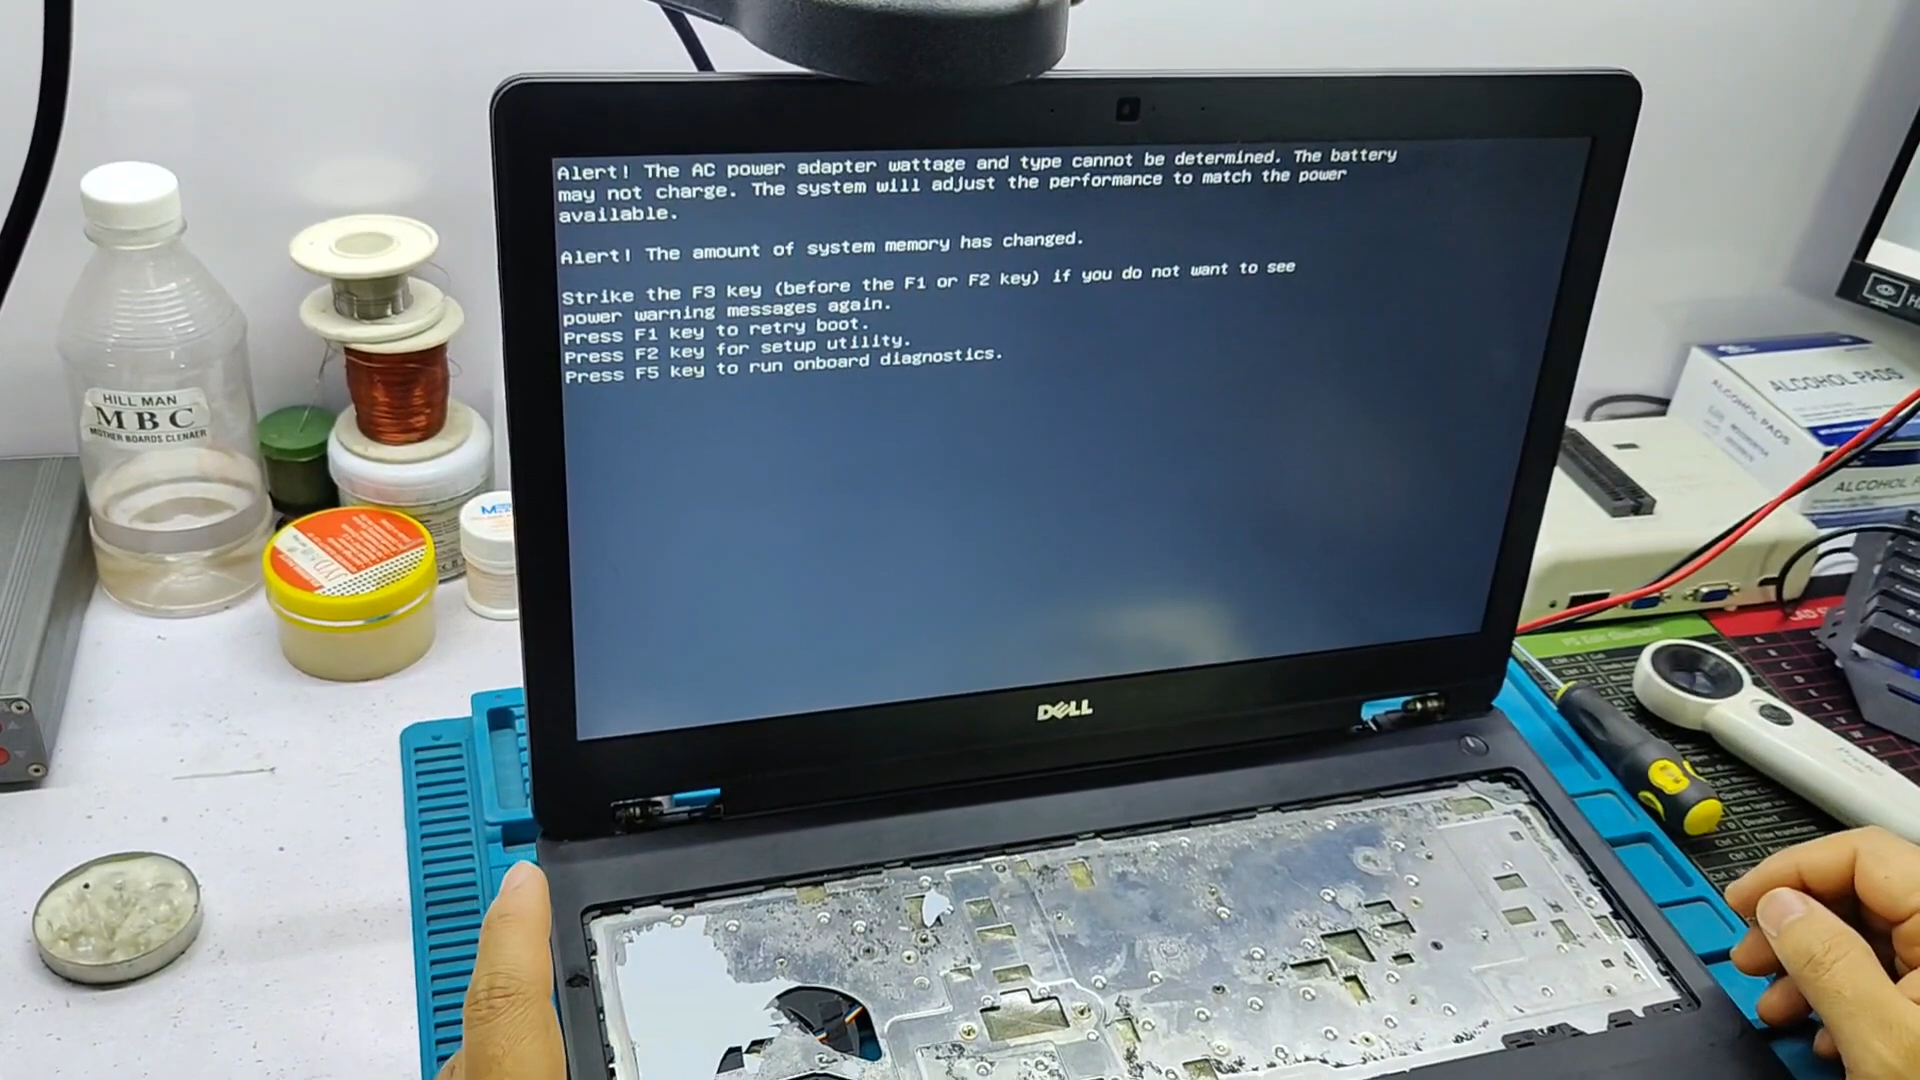 Alert! The AC power adapter wattage and type cannot be determined. The battery
may not charge. The system will adjust the performance to match the power
available.
Alert! The amount of system memory has changed.
Strike the F3 key (before the F1 or F2 key) if you do not want to see
power warning messages again.
Press F1 key to retry boot.
Press F2 key for setup utility.
Press F5 key to run onboard diagnostics.
DELL
HILL MAN
MBC
MOTHER BOARDS CLENAER
ALCOHOL PADS
ALCOHOL PADS
ALCOHOL